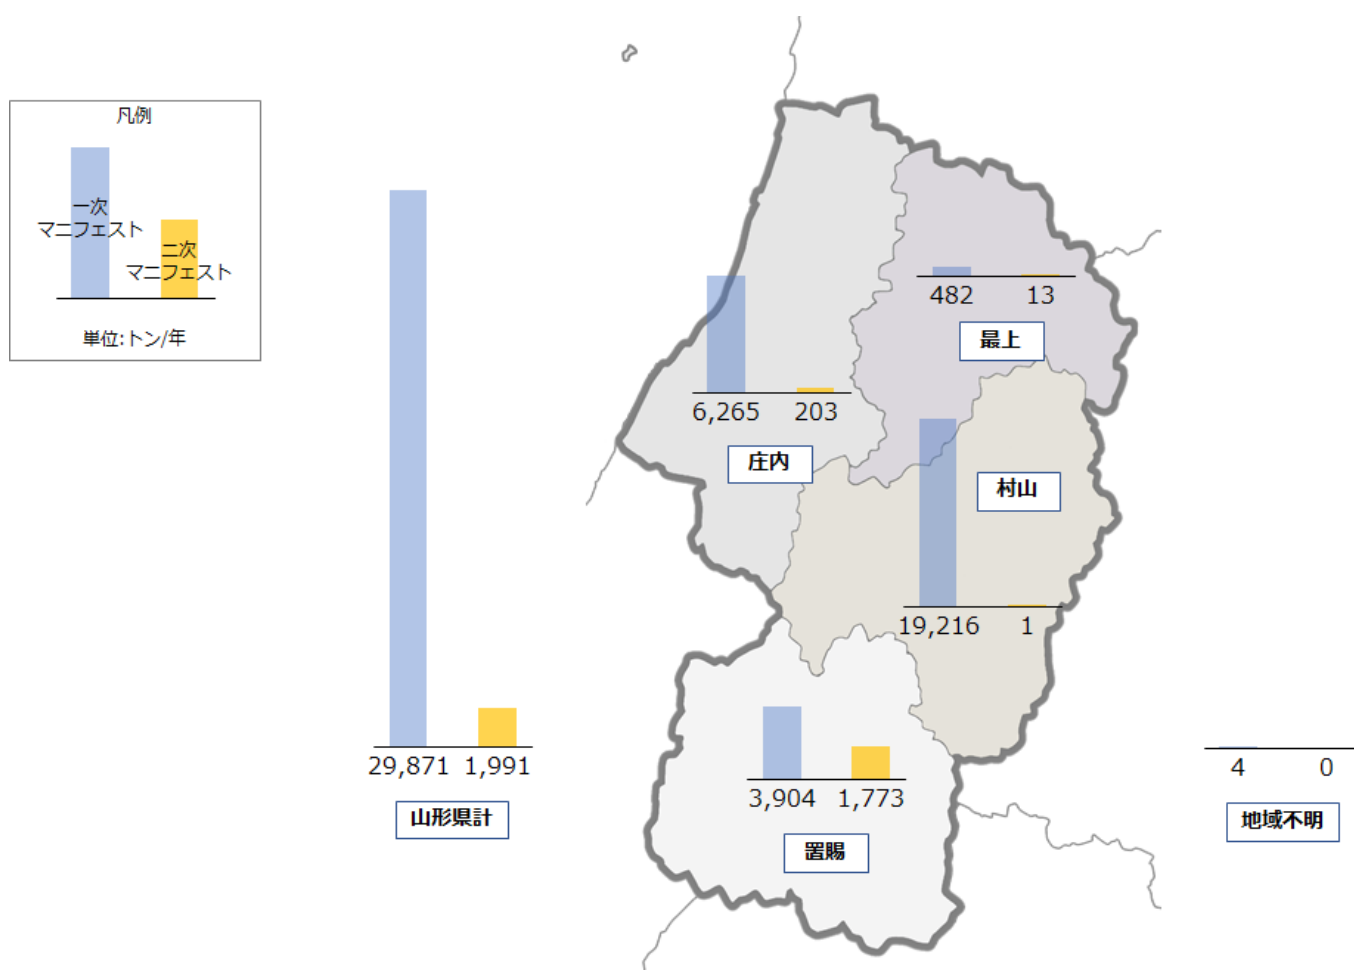 凡例
一次
マニフェスト
二次
マニフェスト
単位:トン/年
29,871 1,991
山形県計
6,265 203
庄内
482 13
最上
村山
19,216 1
3,904 1,773
置賜
4 0
地域不明